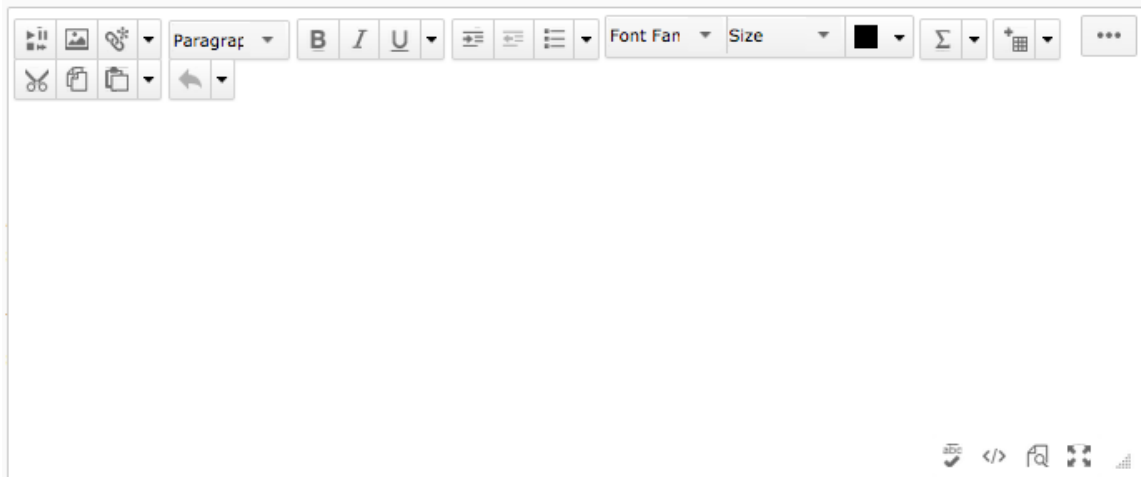 Paragrap B I U Font Fan Size Σ •••
abc </>